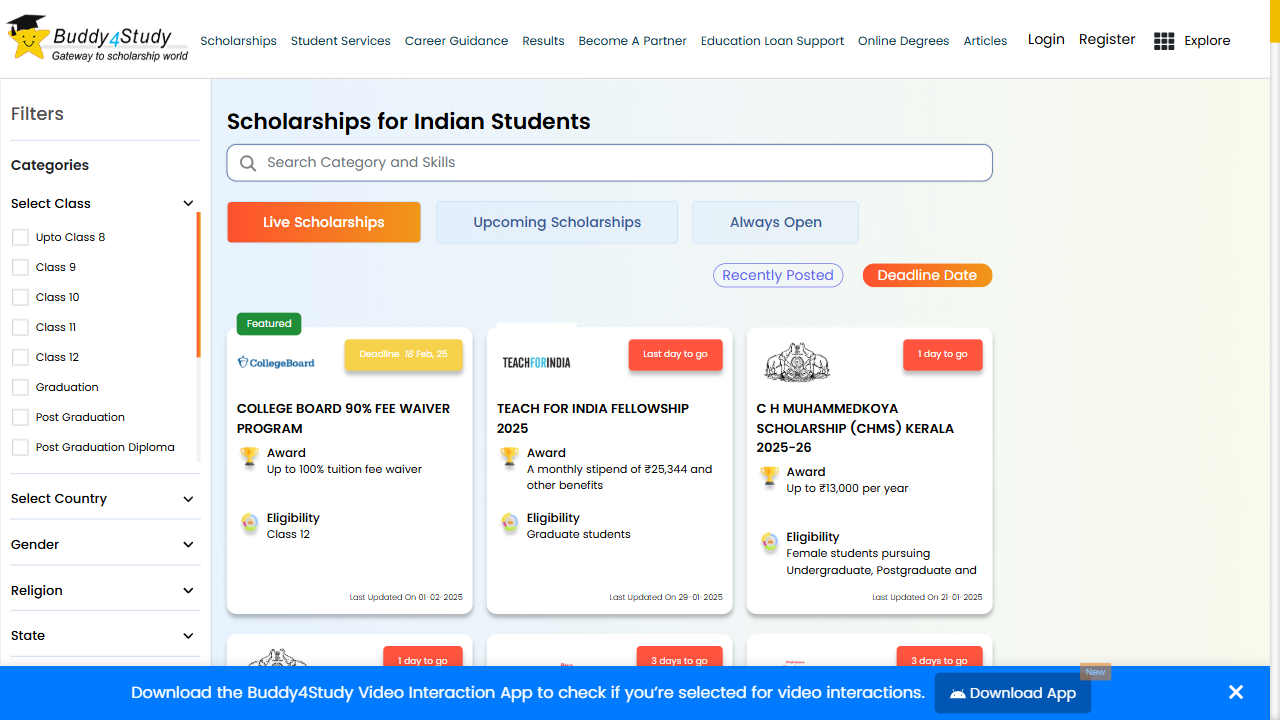 Buddy4Study
Gateway to scholarship world
Scholarships
Student Services
Career Guidance
Results
Become A Partner
Education Loan Support
Online Degrees
Articles
Login
Register
Explore
Filters
Categories
Select Class
Upto Class 8
Class 9
Class 10
Class 11
Class 12
Graduation
Post Graduation
Post Graduation Diploma
Select Country
Gender
Religion
State
Scholarships for Indian Students
Search Category and Skills
Live Scholarships
Upcoming Scholarships
Always Open
Recently Posted
Deadline Date
Featured
CollegeBoard
Deadline 18 Feb, 25
COLLEGE BOARD 90% FEE WAIVER
PROGRAM
Award
Up to 100% tuition fee waiver
Eligibility
Class 12
Last Updated On 01-02-2025
TEACHFORINDIA
Last day to go
TEACH FOR INDIA FELLOWSHIP
2025
Award
A monthly stipend of ₹25,344 and
other benefits
Eligibility
Graduate students
Last Updated On 29-01-2025
1 day to go
C H MUHAMMEDKOYA
SCHOLARSHIP (CHMS) KERALA
2025-26
Award
Up to ₹13,000 per year
Eligibility
Female students pursuing
Undergraduate, Postgraduate and
Last Updated On 21-01-2025
1 day to go
3 days to go
3 days to go
Download the Buddy4Study Video Interaction App to check if you’re selected for video interactions.
Download App
New